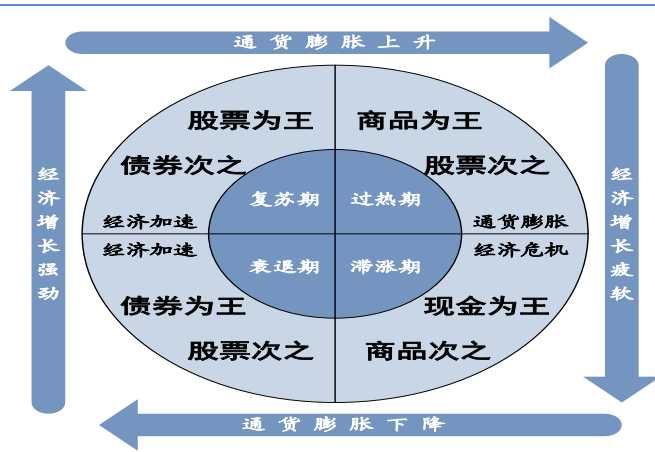 通货膨胀上升
股票为王
商品为王
债券次之
股票次之
经济增长强劲
复苏期
过热期
经济增长疲软
经济加速
通货膨胀
经济加速
经济危机
衰退期
滞涨期
债券为王
现金为王
股票次之
商品次之
通货膨胀下降